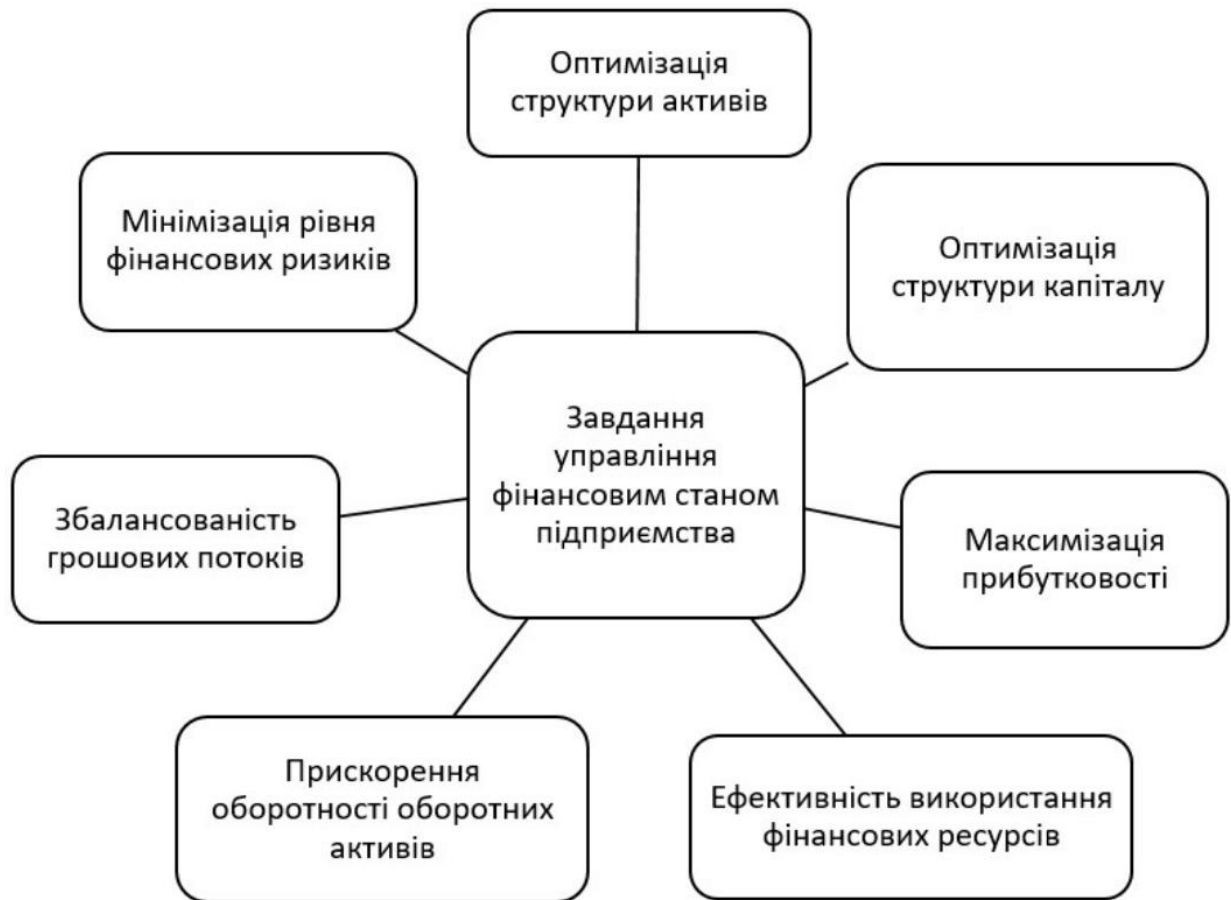 Оптимізація
структури активів
Мінімізація рівня
фінансових ризиків
Оптимізація
структури капіталу
Завдання
управління
фінансовим станом
підприємства
Збалансованість
грошових потоків
Максимізація
прибутковості
Прискорення
оборотності оборотних
активів
Ефективність використання
фінансових ресурсів